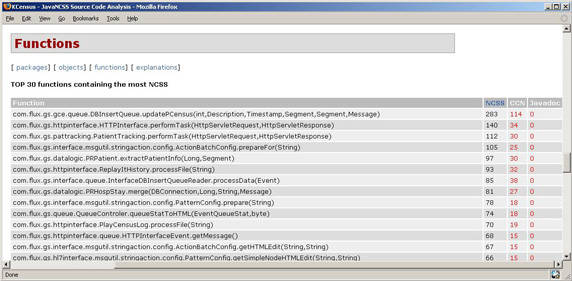 KCensus - JavaNCSS Source Code Analysis - Mozilla Firefox
File Edit View Go Bookmarks Tools Help
Functions
[ packages] [ objects] [ functions] [ explanations]
TOP 30 functions containing the most NCSS
Function NCSS CCN Javadoc
com.flux.gs.gce.queue.DBInsertQueue.updatePCensus(int,Description,Timestamp,Segment,Segment,Message) 283 114 0
com.flux.gs.httpinterface.HTTPInterface.performTask(HttpServletRequest,HttpServletResponse) 140 34 0
com.flux.gs.pattracking.PatientTracking.performTask(HttpServletRequest,HttpServletResponse) 112 30 0
com.flux.gs.interface.msgutil.stringaction.config.ActionBatchConfig.prepareFor(String) 105 25 0
com.flux.gs.datalogic.PRPatient.extractPatientInfo(Long,Segment) 97 30 0
com.flux.gs.httpinterface.ReplayItHistory.processFile(String) 93 32 0
com.flux.gs.interface.queue.InterfaceDBInsertQueueReader.processData(Event) 85 38 0
com.flux.gs.datalogic.PRHospStay.merge(DBConnection,Long,String,Message) 81 27 0
com.flux.gs.interface.msgutil.stringaction.config.PatternConfig.prepare(String) 78 18 0
com.flux.gs.queue.QueueControler.queueStatToHTML(EventQueueStat,byte) 74 18 0
com.flux.gs.httpinterface.PlayCensusLog.processFile(String) 70 19 0
com.flux.gs.interface.queue.HTTPInterfaceEvent.getMessage() 68 15 0
com.flux.gs.interface.msgutil.stringaction.config.ActionBatchConfig.getHTMLEdit(String,String) 67 15 0
com.flux.gs.hl7interface.msgutil.stringaction.config.PatternConfig.getSimpleNodeHTMLEdit(String,String) 66 15 0
Done